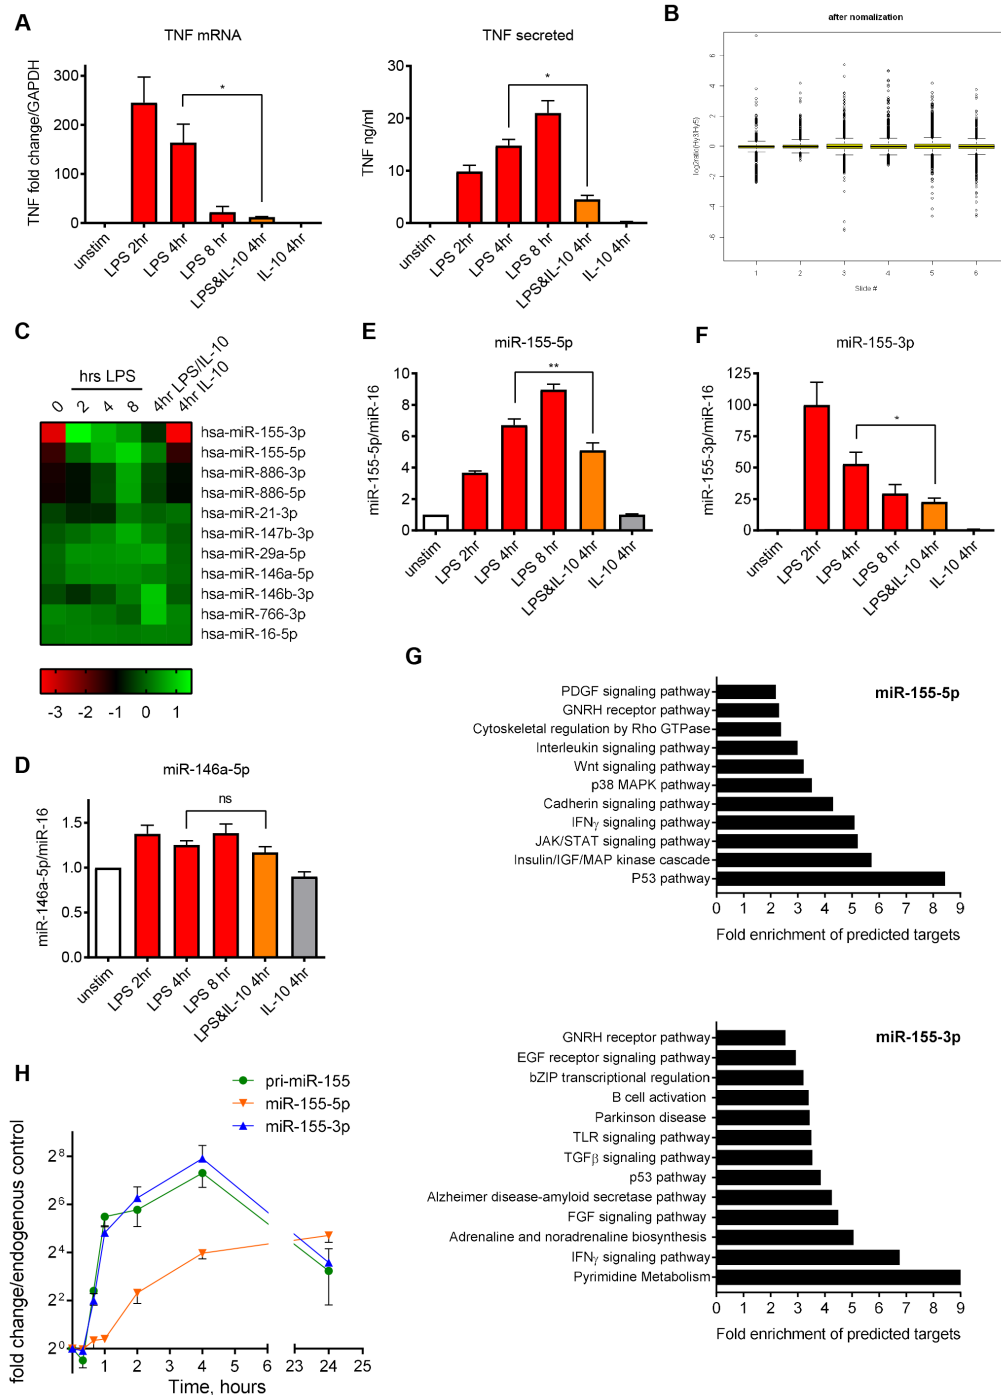 A
TNF mRNA
TNF fold change/GAPDH
300
200
100
0
*
unstim
LPS 2hr
LPS 4hr
LPS 8 hr
LPS&IL-10 4hr
IL-10 4hr
TNF secreted
TNF ng/ml
30
20
10
0
*
unstim
LPS 2hr
LPS 4hr
LPS 8 hr
LPS&IL-10 4hr
IL-10 4hr
B
after nomalization
log2ratio(Hy3/Hy5)
6
4
2
0
-2
-4
-6
1 2 3 4 5 6
Slide #
C
hrs LPS
0
2
4
8
4hr LPS/IL-10
4hr IL-10
hsa-miR-155-3p
hsa-miR-155-5p
hsa-miR-886-3p
hsa-miR-886-5p
hsa-miR-21-3p
hsa-miR-147b-3p
hsa-miR-29a-5p
hsa-miR-146a-5p
hsa-miR-146b-3p
hsa-miR-766-3p
hsa-miR-16-5p
-3 -2 -1 0 1
E
miR-155-5p
miR-155-5p/miR-16
10
8
6
4
2
0
**
unstim
LPS 2hr
LPS 4hr
LPS 8 hr
LPS&IL-10 4hr
IL-10 4hr
F
miR-155-3p
miR-155-3p/miR-16
125
100
75
50
25
0
*
unstim
LPS 2hr
LPS 4hr
LPS 8 hr
LPS&IL-10 4hr
IL-10 4hr
D
miR-146a-5p
miR-146a-5p/miR-16
1.5
1.0
0.5
0.0
ns
unstim
LPS 2hr
LPS 4hr
LPS 8 hr
LPS&IL-10 4hr
IL-10 4hr
G
miR-155-5p
PDGF signaling pathway
GNRH receptor pathway
Cytoskeletal regulation by Rho GTPase
Interleukin signaling pathway
Wnt signaling pathway
p38 MAPK pathway
Cadherin signaling pathway
IFNγ signaling pathway
JAK/STAT signaling pathway
Insulin/IGF/MAP kinase cascade
P53 pathway
0 1 2 3 4 5 6 7 8 9
Fold enrichment of predicted targets
miR-155-3p
GNRH receptor pathway
EGF receptor signaling pathway
bZIP transcriptional regulation
B cell activation
Parkinson disease
TLR signaling pathway
TGFβ signaling pathway
p53 pathway
Alzheimer disease-amyloid secretase pathway
FGF signaling pathway
Adrenaline and noradrenaline biosynthesis
IFNγ signaling pathway
Pyrimidine Metabolism
0 1 2 3 4 5 6 7 8 9
Fold enrichment of predicted targets
H
pri-miR-155
miR-155-5p
miR-155-3p
fold change/endogenous control
2⁸
2⁶
2⁴
2²
2⁰
1 2 3 4 5 6 23 24 25
Time, hours